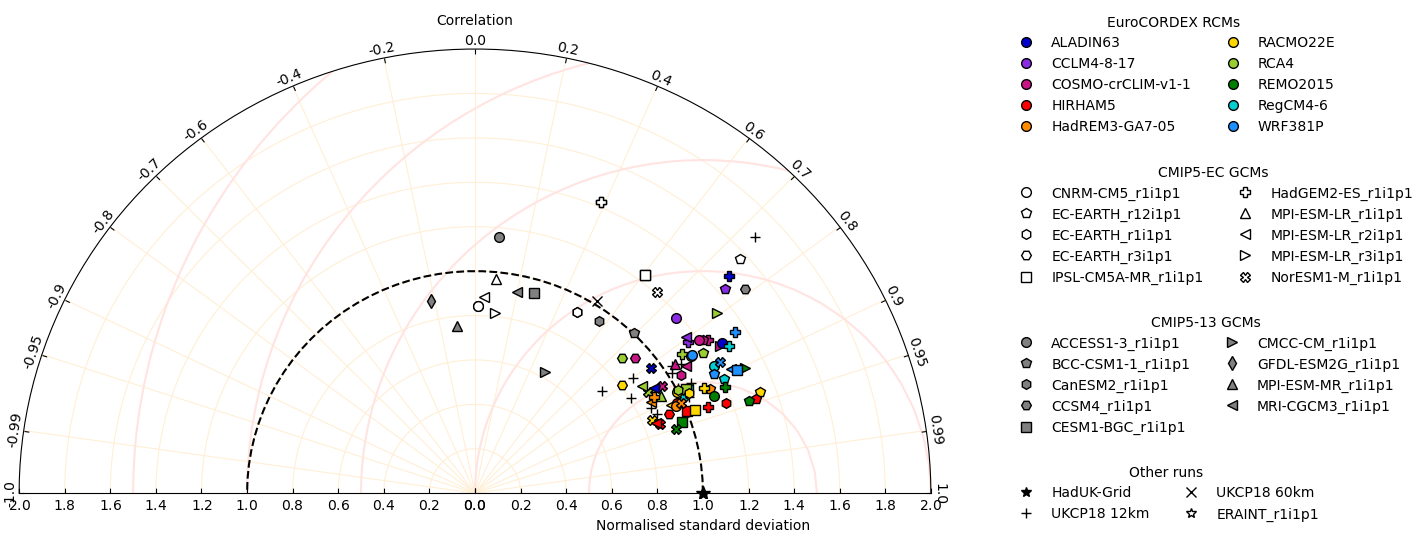 Correlation
0.0
-0.2
0.2
-0.4
0.4
-0.6
0.6
-0.7
0.7
-0.8
0.8
-0.9
0.9
-0.95
0.95
-0.99
0.99
-1.0
1.0
2.0 1.8 1.6 1.4 1.2 1.0 0.8 0.6 0.4 0.2 0.0 0.2 0.4 0.6 0.8 1.0 1.2 1.4 1.6 1.8 2.0
Normalised standard deviation
EuroCORDEX RCMs
ALADIN63
CCLM4-8-17
COSMO-crCLIM-v1-1
HIRHAM5
HadREM3-GA7-05
RACMO22E
RCA4
REMO2015
RegCM4-6
WRF381P
CMIP5-EC GCMs
CNRM-CM5_r1i1p1
EC-EARTH_r12i1p1
EC-EARTH_r1i1p1
EC-EARTH_r3i1p1
IPSL-CM5A-MR_r1i1p1
HadGEM2-ES_r1i1p1
MPI-ESM-LR_r1i1p1
MPI-ESM-LR_r2i1p1
MPI-ESM-LR_r3i1p1
NorESM1-M_r1i1p1
CMIP5-13 GCMs
ACCESS1-3_r1i1p1
BCC-CSM1-1_r1i1p1
CanESM2_r1i1p1
CCSM4_r1i1p1
CESM1-BGC_r1i1p1
CMCC-CM_r1i1p1
GFDL-ESM2G_r1i1p1
MPI-ESM-MR_r1i1p1
MRI-CGCM3_r1i1p1
Other runs
HadUK-Grid
UKCP18 12km
UKCP18 60km
ERAINT_r1i1p1